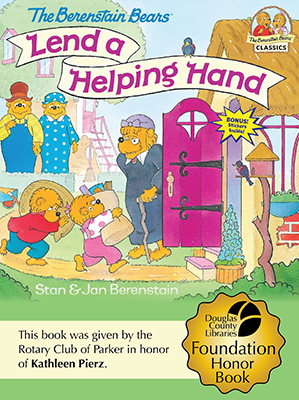 The Berenstain Bears®
Lend a
Helping Hand
The Berenstain Bears
CLASSICS
BONUS!
Stickers
Inside!
Stan & Jan Berenstain
This book was given by the
Rotary Club of Parker in honor
of Kathleen Pierz.
Douglas
County
Libraries
Foundation
Honor
Book